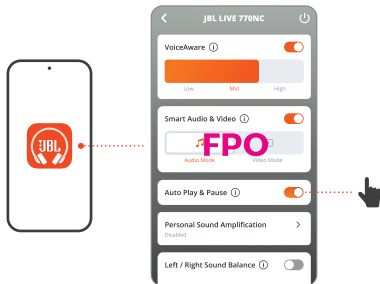 JBL LIVE 770NC
VoiceAware
Low Mid High
JBL
Smart Audio & Video
FPO
Audio Mode Video Mode
Auto Play & Pause
Personal Sound Amplification
Disabled
Left / Right Sound Balance